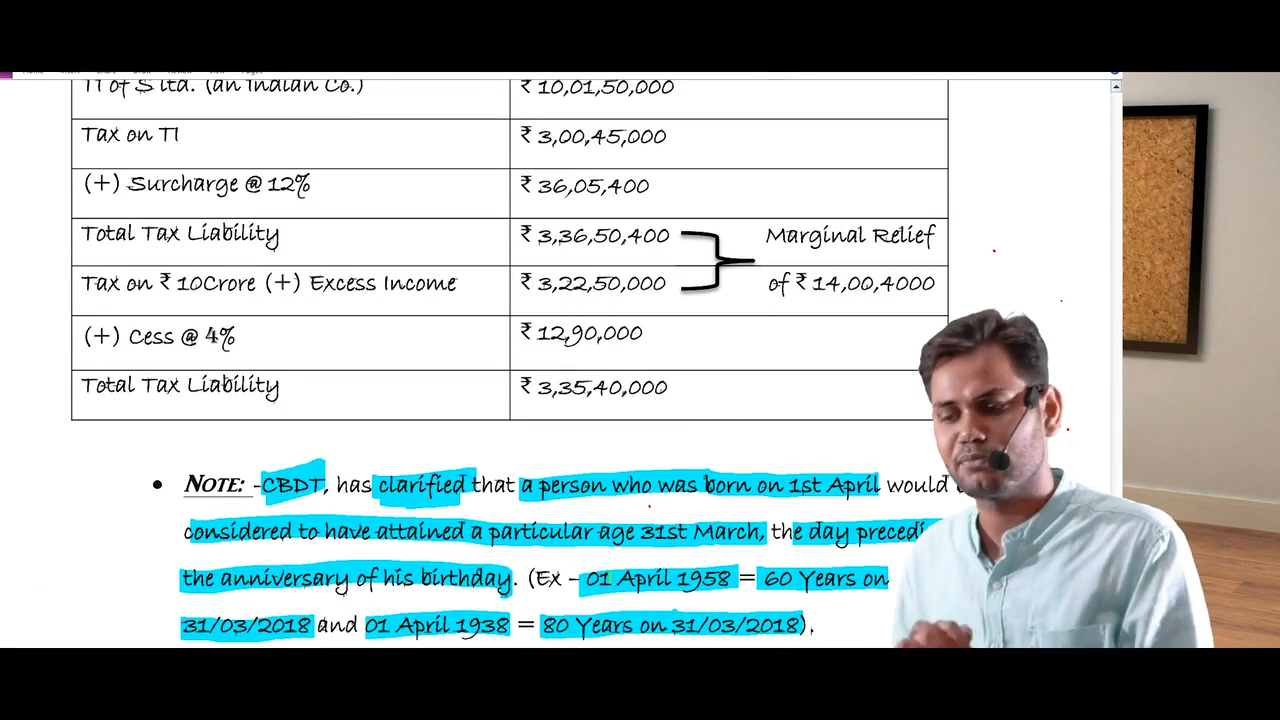 TI of S ltd. (an Indian Co.) ₹ 10,01,50,000
Tax on TI ₹ 3,00,45,000
(+) Surcharge @ 12% ₹ 36,05,400
Total Tax Liability ₹ 3,36,50,400 Marginal Relief
Tax on ₹ 10Crore (+) Excess Income ₹ 3,22,50,000 of ₹ 14,00,4000
(+) Cess @ 4% ₹ 12,90,000
Total Tax Liability ₹ 3,35,40,000
• NOTE: -CBDT, has clarified that a person who was born on 1st April would
considered to have attained a particular age 31st March, the day precedi
the anniversary of his birthday. (Ex – 01 April 1958 = 60 Years on
31/03/2018 and 01 April 1938 = 80 Years on 31/03/2018).